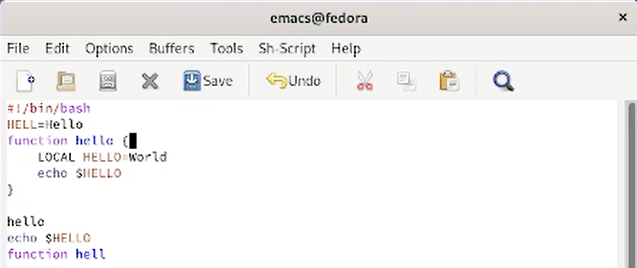 emacs@fedora ×
File Edit Options Buffers Tools Sh-Script Help
Save Undo
#!/bin/bash
HELL=Hello
function hello {
    LOCAL HELLO=World
    echo $HELLO
}
hello
echo $HELLO
function hell